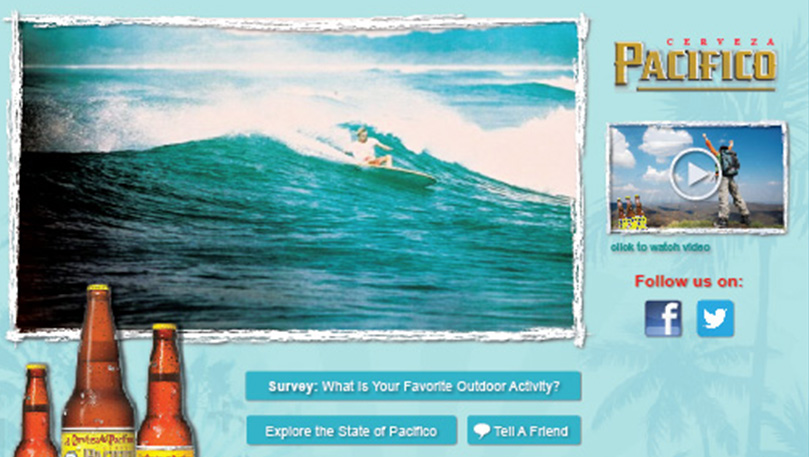 CERVEZA
PACIFICO
click to watch video
Follow us on:
f
Survey: What Is Your Favorite Outdoor Activity?
Explore the State of Pacifico
Tell A Friend